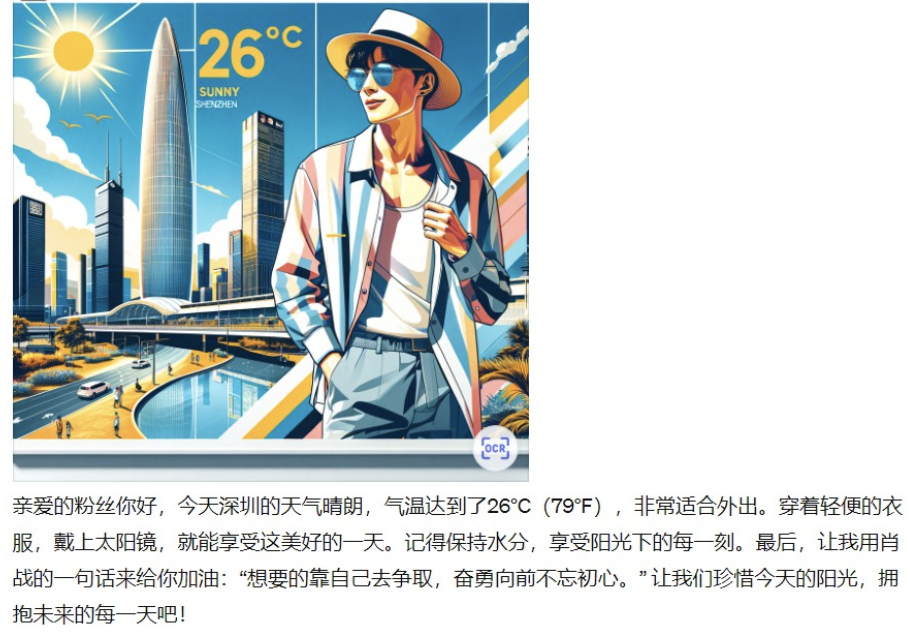 26°C
SUNNY
SHENZHEN
OCR
亲爱的粉丝你好，今天深圳的天气晴朗，气温达到了26°C（79°F），非常适合外出。穿着轻便的衣
服，戴上太阳镜，就能享受这美好的一天。记得保持水分，享受阳光下的每一刻。最后，让我用肖
战的一句话来给你加油：“想要的靠自己去争取，奋勇向前不忘初心。” 让我们珍惜今天的阳光，拥
抱未来的每一天吧！